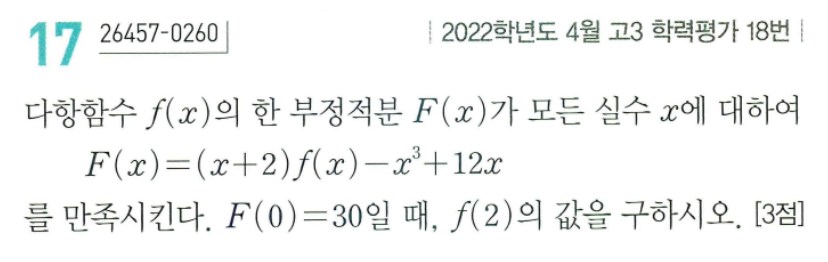 17 26457-0260 2022학년도 4월 고3 학력평가 18번
다항함수 f(x)의 한 부정적분 F(x)가 모든 실수 x에 대하여
F(x)=(x+2)f(x)-x³+12x
를 만족시킨다. F(0)=30일 때, f(2)의 값을 구하시오. [3점]